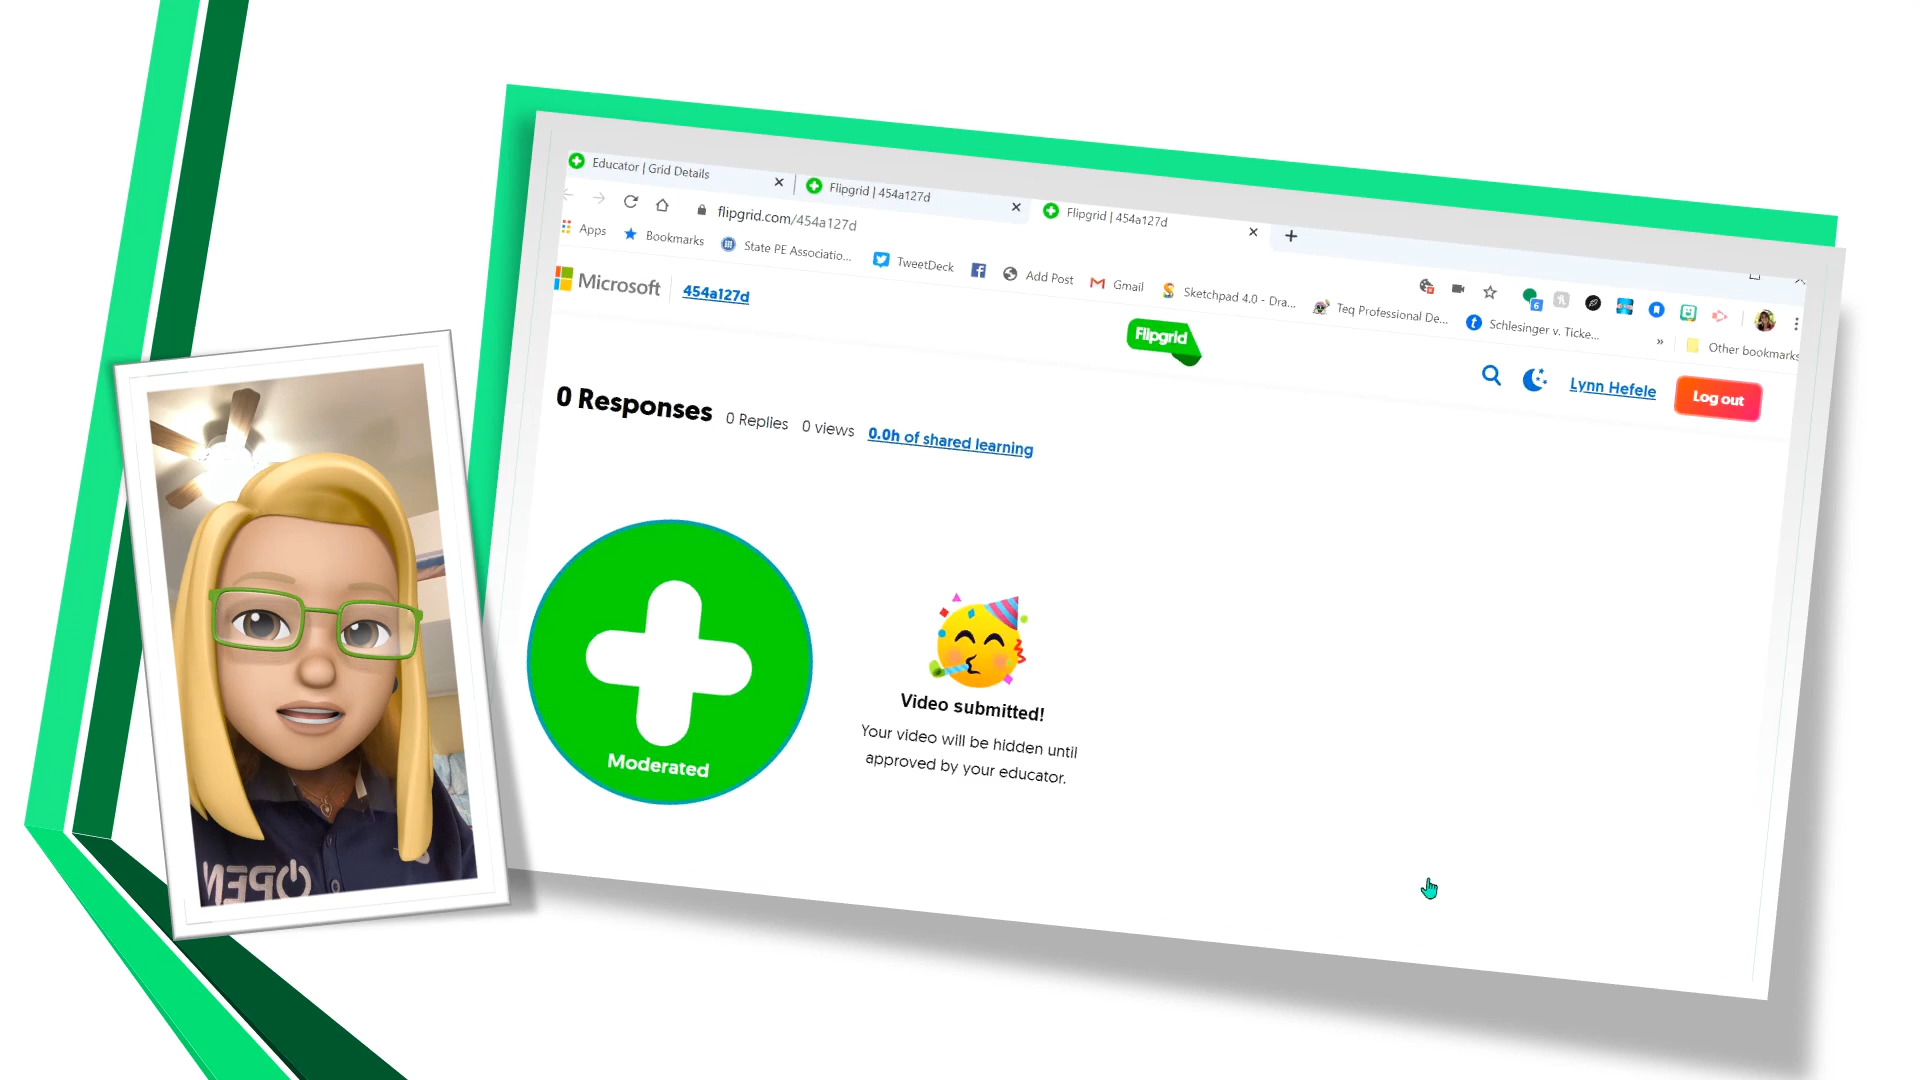 Educator | Grid Details
Flipgrid | 454a127d
Flipgrid | 454a127d
flipgrid.com/454a127d
Apps
Bookmarks
State PE Associatio...
TweetDeck
Add Post
Gmail
Sketchpad 4.0 - Dra...
Teq Professional De...
Schlesinger v. Ticke...
»
Other bookmarks
6
Microsoft
454a127d
Flipgrid
Lynn Hefele
Log out
0 Responses 0 Replies 0 views 0.0h of shared learning
Moderated
Video submitted!
Your video will be hidden until
approved by your educator.
OPEN